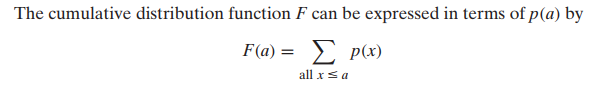 The cumulative distribution function F can be expressed in terms of p(a) by
F(a) = ∑ p(x)
all x ≤ a